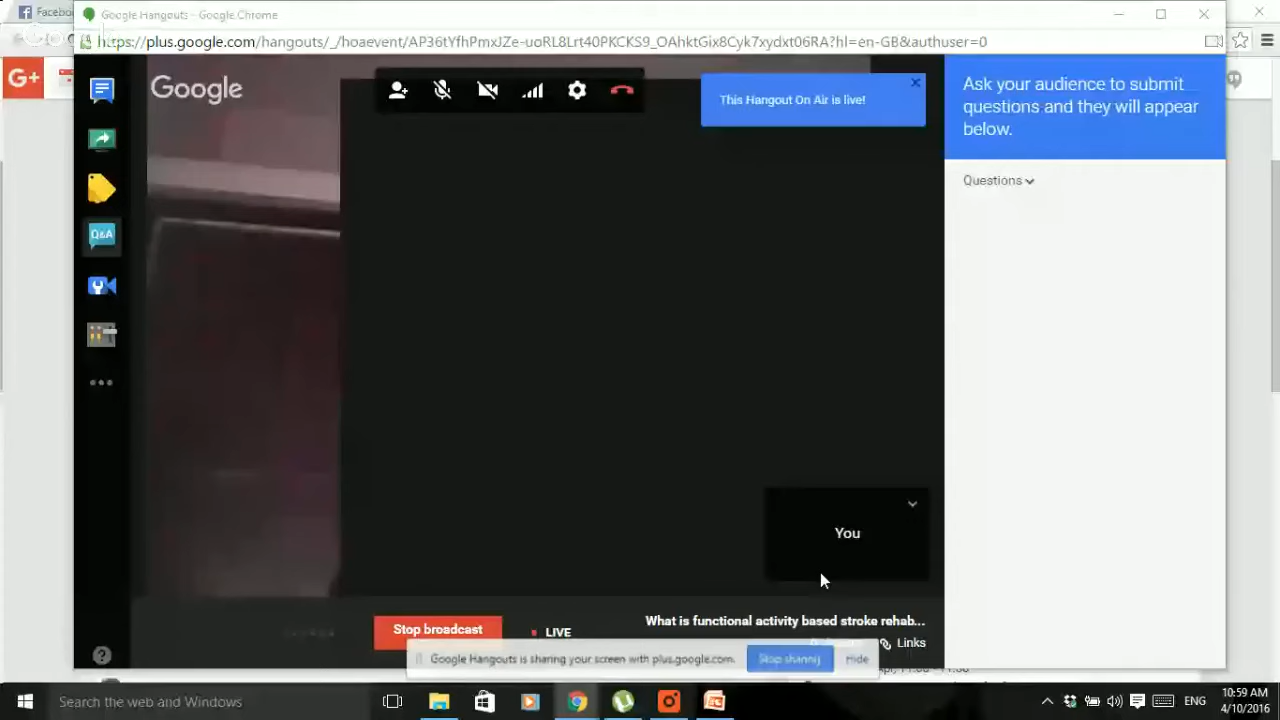 Facebo
Google Hangouts - Google Chrome
https://plus.google.com/hangouts/_/hoaevent/AP36tYfhPmxJZe-uoRL8Lrt40PKCKS9_OAhktGix8Cyk7xydxt06RA?hl=en-GB&authuser=0
G+
Google
This Hangout On Air is live!
Ask your audience to submit
questions and they will appear
below.
Questions
Q&A
You
What is functional activity based stroke rehab...
Stop broadcast
LIVE
Links
Google Hangouts is sharing your screen with plus.google.com.
Stop sharing
Hide
?
Search the web and Windows
ENG
10:59 AM
4/10/2016